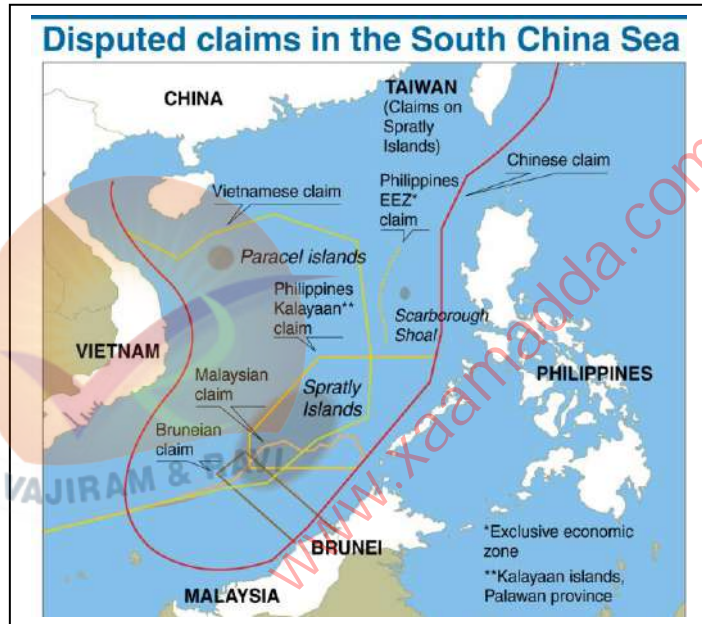 Disputed claims in the South China Sea
CHINA
TAIWAN
(Claims on
Spratly
Islands)
Chinese claim
Vietnamese claim
Philippines
EEZ*
claim
Paracel islands
Philippines
Kalayaan**
claim
Scarborough
Shoal
VIETNAM
PHILIPPINES
Malaysian
claim
Spratly
Islands
Bruneian
claim
VAJIRAM & RAVI
BRUNEI
MALAYSIA
*Exclusive economic
zone
**Kalayaan islands,
Palawan province
www.xaamadda.com